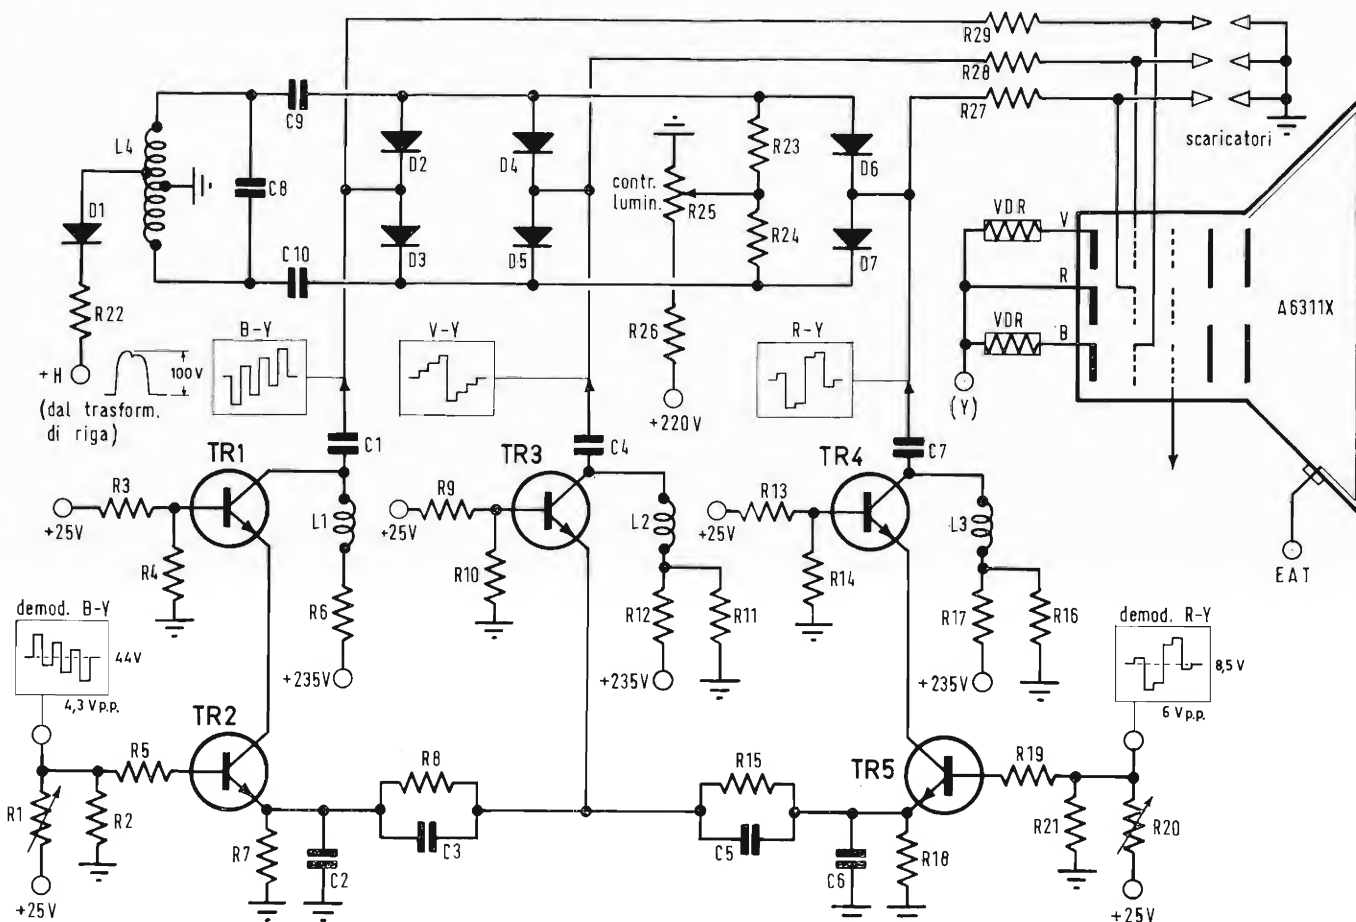 R29
R28
R27
scaricatori
C9
L4
C8
D1
D2
D4
R23
D6
contr.
lumin.
R25
R24
C10
D3
D5
D7
VDR
V
R
VDR
B
A6311X
R22
+H
100 V
(dal trasform.
di riga)
B-Y
V-Y
R26
+220 V
R-Y
(Y)
EAT
C1
C4
C7
TR1
TR3
TR4
R3
+25V
R9
+25V
R13
+25V
L1
L2
L3
R4
R10
R14
R6
R12
R11
R17
R16
+235V
+235V
+235V
demod. B-Y
44V
4,3 V p.p.
demod. R-Y
8,5 V
6 V p.p.
TR2
TR5
R5
R8
R15
R19
R1
R2
R7
C2
C3
C5
C6
R18
R21
R20
+25V
+25V